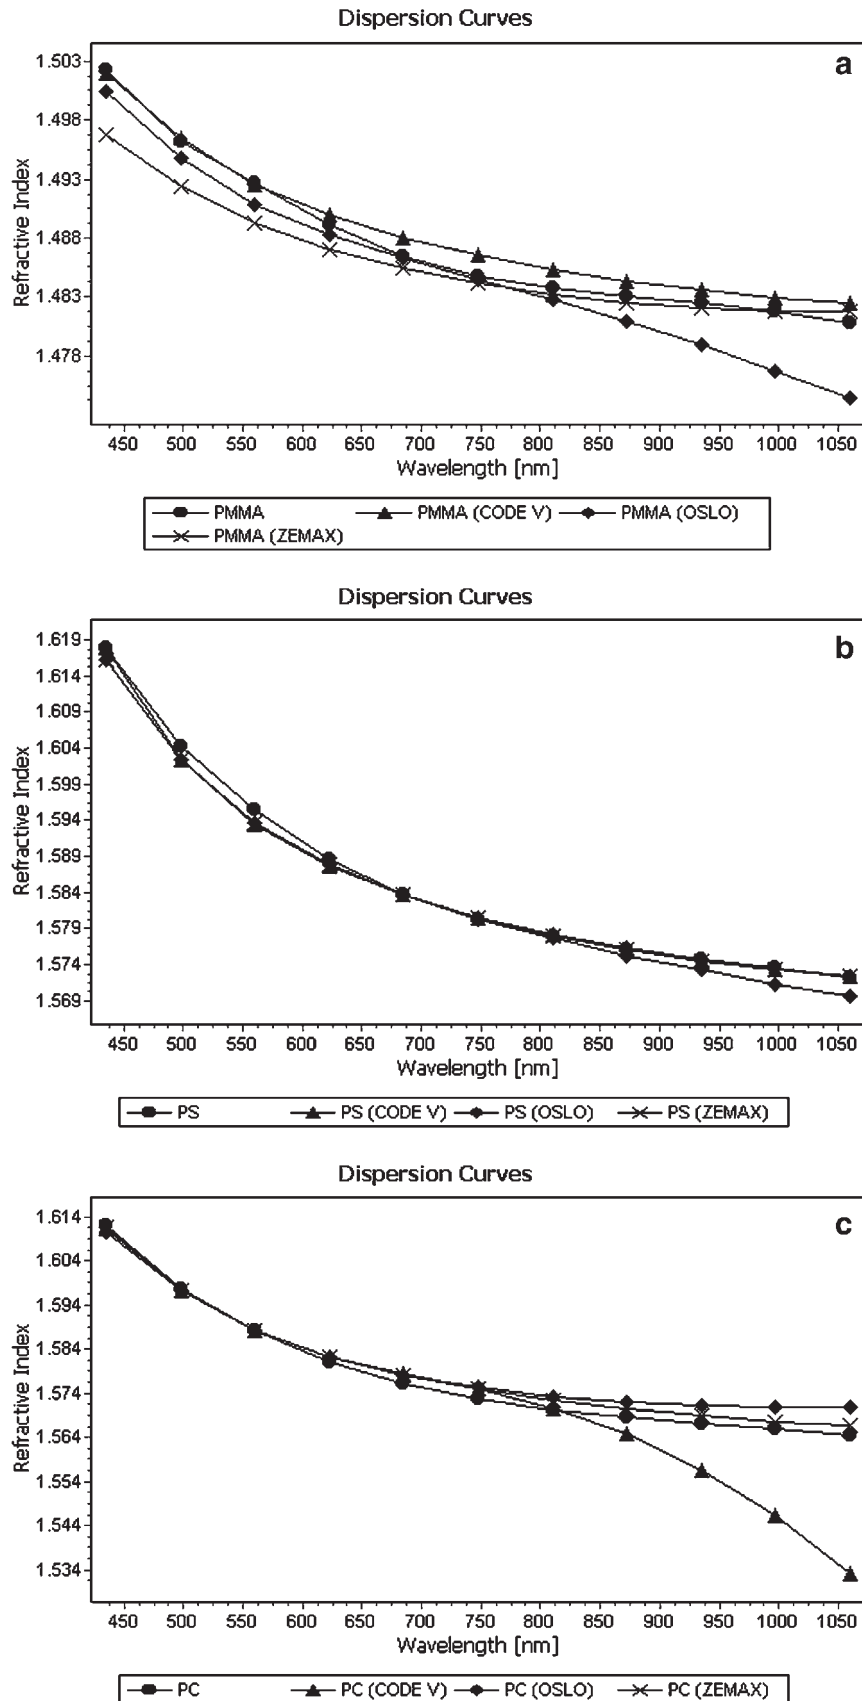 Dispersion Curves
a
1.503
1.498
1.493
1.488
1.483
1.478
Refractive Index
450 500 550 600 650 700 750 800 850 900 950 1000 1050
Wavelength [nm]
PMMA PMMA (CODE V) PMMA (OSLO)
PMMA (ZEMAX)
Dispersion Curves
b
1.619
1.614
1.609
1.604
1.599
1.594
1.589
1.584
1.579
1.574
1.569
Refractive Index
450 500 550 600 650 700 750 800 850 900 950 1000 1050
Wavelength [nm]
PS PS (CODE V) PS (OSLO) PS (ZEMAX)
Dispersion Curves
c
1.614
1.604
1.594
1.584
1.574
1.564
1.554
1.544
1.534
Refractive Index
450 500 550 600 650 700 750 800 850 900 950 1000 1050
Wavelength [nm]
PC PC (CODE V) PC (OSLO) PC (ZEMAX)